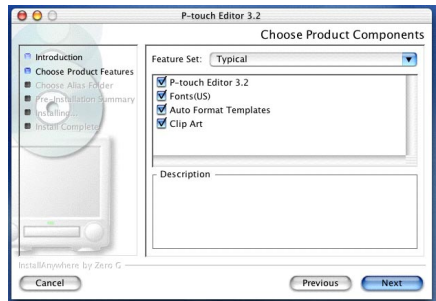 P-touch Editor 3.2
Choose Product Components
Introduction
Choose Product Features
Choose Alias Folder
Pre-Installation Summary
Installing...
Install Complete
Feature Set: Typical
P-touch Editor 3.2
Fonts(US)
Auto Format Templates
Clip Art
Description
InstallAnywhere by Zero G
Cancel
Previous
Next